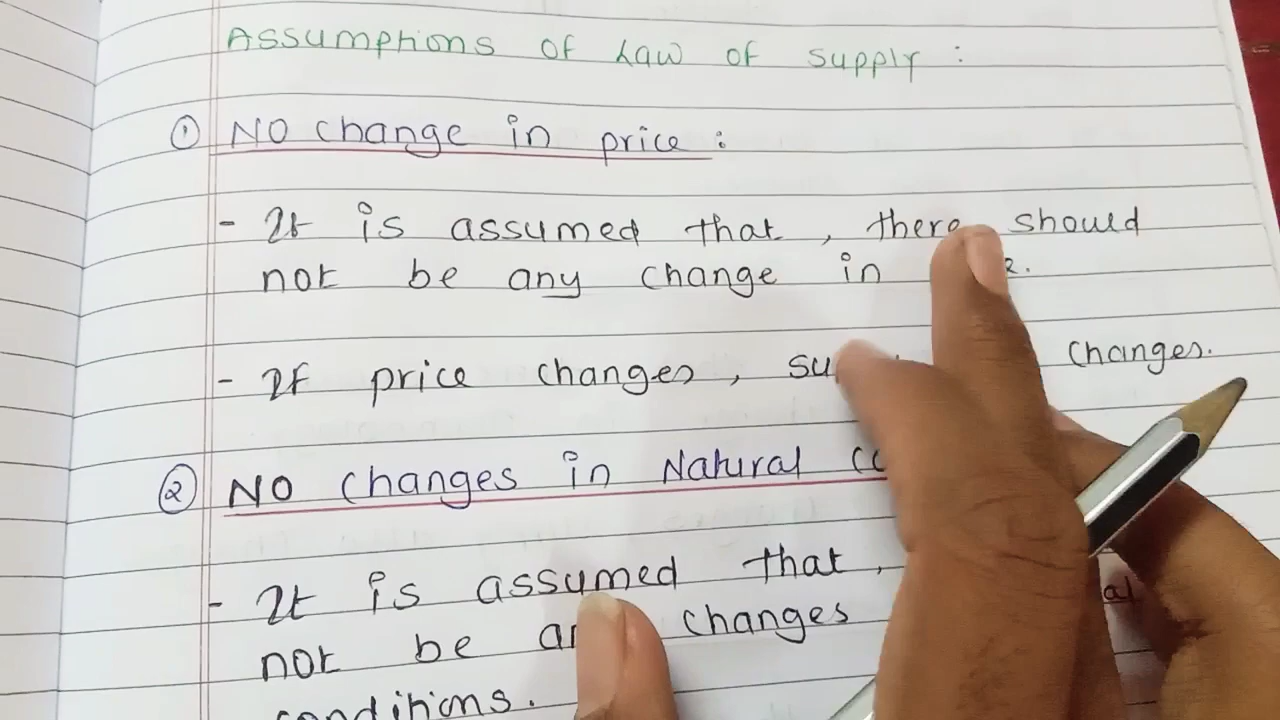 Assumptions of Law of Supply :
① No change in price :
- It is assumed that, there should
not be any change in
- If price changes, changes.
② No changes in Natural
- It is assumed that,
not be changes
conditions.